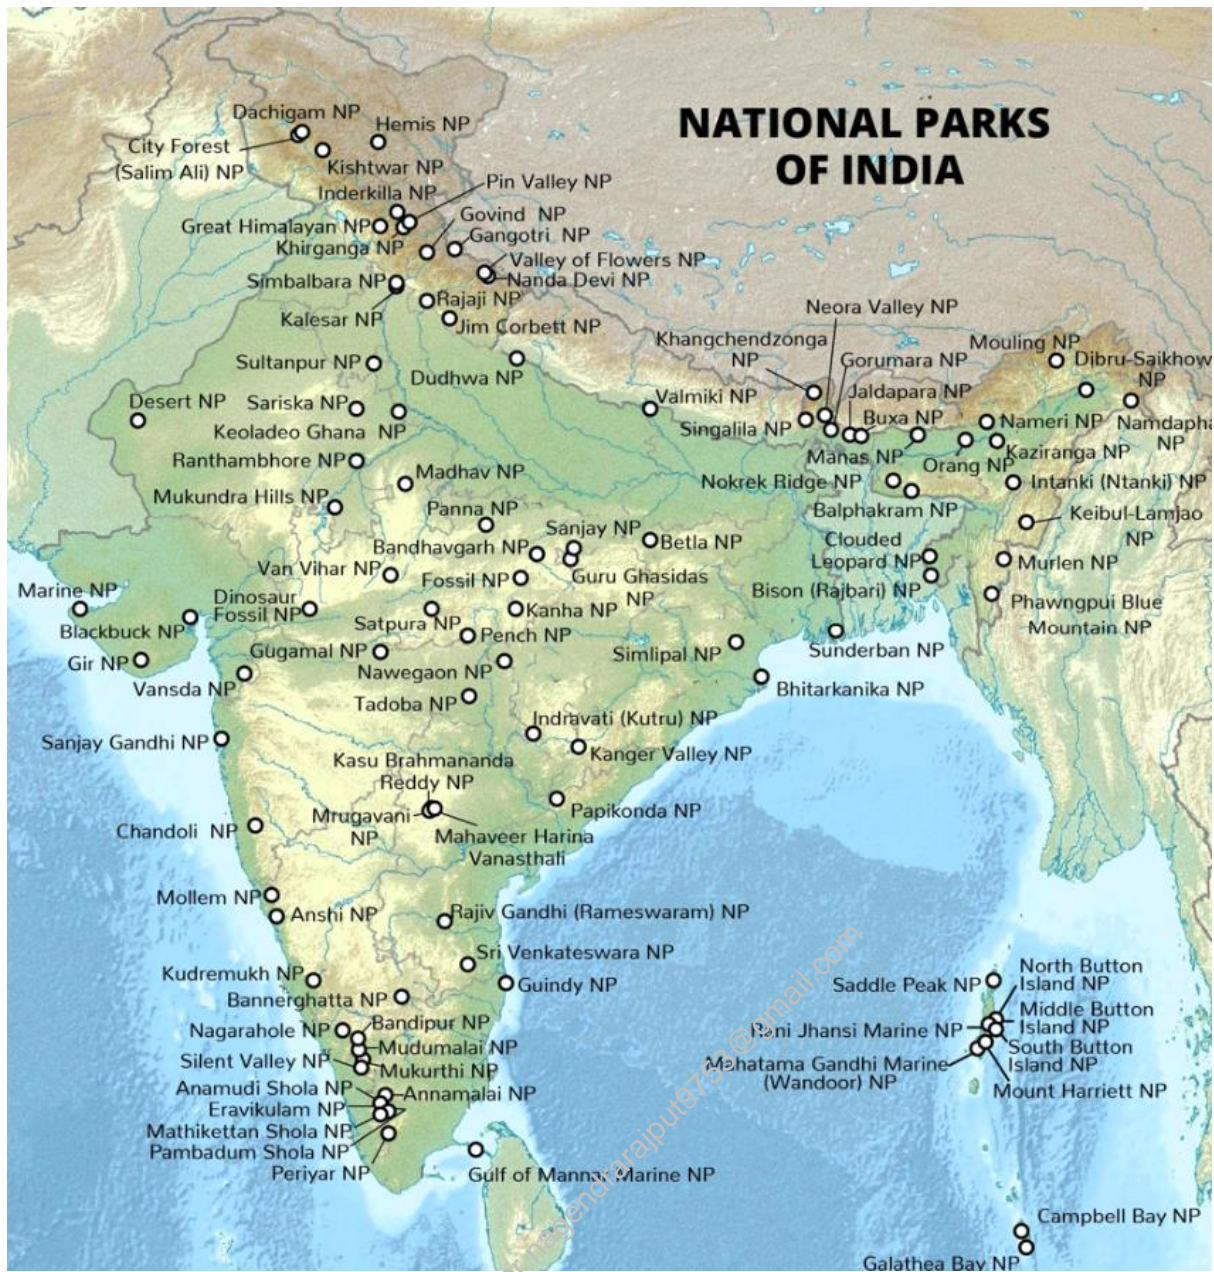 NATIONAL PARKS
OF INDIA
Dachigam NP
Hemis NP
City Forest
(Salim Ali) NP
Kishtwar NP
Inderkilla NP
Pin Valley NP
Great Himalayan NP
Govind NP
Khirganga NP
Gangotri NP
Valley of Flowers NP
Simbalbara NP
Nanda Devi NP
Rajaji NP
Kalesar NP
Jim Corbett NP
Neora Valley NP
Khangchendzonga
NP
Mouling NP
Sultanpur NP
Gorumara NP
Dibru-Saikhow
NP
Dudhwa NP
Jaldapara NP
Desert NP
Sariska NP
Valmiki NP
Buxa NP
Nameri NP
Namdapha
NP
Keoladeo Ghana NP
Singalila NP
Manas NP
Orang NP
Kaziranga NP
Ranthambhore NP
Madhav NP
Nokrek Ridge NP
Intanki (Ntanki) NP
Mukundra Hills NP
Panna NP
Balphakram NP
Keibul-Lamjao
NP
Sanjay NP
Betla NP
Clouded
Leopard NP
Bandhavgarh NP
Murlen NP
Van Vihar NP
Fossil NP
Guru Ghasidas
NP
Bison (Rajbari) NP
Marine NP
Dinosaur
Fossil NP
Phawngpui Blue
Mountain NP
Satpura NP
Kanha NP
Blackbuck NP
Pench NP
Gugamal NP
Simlipal NP
Sunderban NP
Gir NP
Nawegaon NP
Vansda NP
Bhitarkanika NP
Tadoba NP
Indravati (Kutru) NP
Sanjay Gandhi NP
Kanger Valley NP
Kasu Brahmananda
Reddy NP
Papikonda NP
Mrugavani
NP
Chandoli NP
Mahaveer Harina
Vanasthali
Mollem NP
Anshi NP
Rajiv Gandhi (Rameswaram) NP
Sri Venkateswara NP
Kudremukh NP
Guindy NP
Saddle Peak NP
North Button
Island NP
Bannerghatta NP
Middle Button
Island NP
Nagarahole NP
Bandipur NP
Rani Jhansi Marine NP
Mudumalai NP
South Button
Island NP
Silent Valley NP
Mukurthi NP
Mahatama Gandhi Marine
(Wandoor) NP
Anamudi Shola NP
Annamalai NP
Mount Harriett NP
Eravikulam NP
Mathikettan Shola NP
Pambadum Shola NP
Periyar NP
Gulf of Mannar Marine NP
Campbell Bay NP
Galathea Bay NP